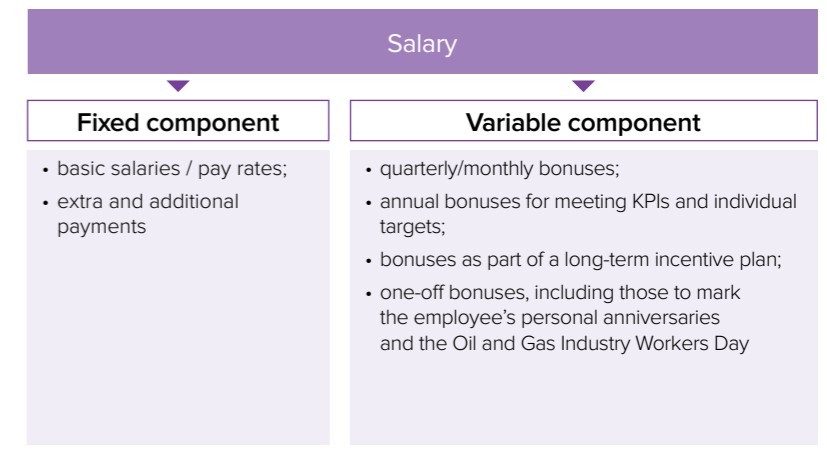 Salary
Fixed component
• basic salaries / pay rates;
• extra and additional
payments
Variable component
• quarterly/monthly bonuses;
• annual bonuses for meeting KPIs and individual
targets;
• bonuses as part of a long-term incentive plan;
• one-off bonuses, including those to mark
the employee’s personal anniversaries
and the Oil and Gas Industry Workers Day